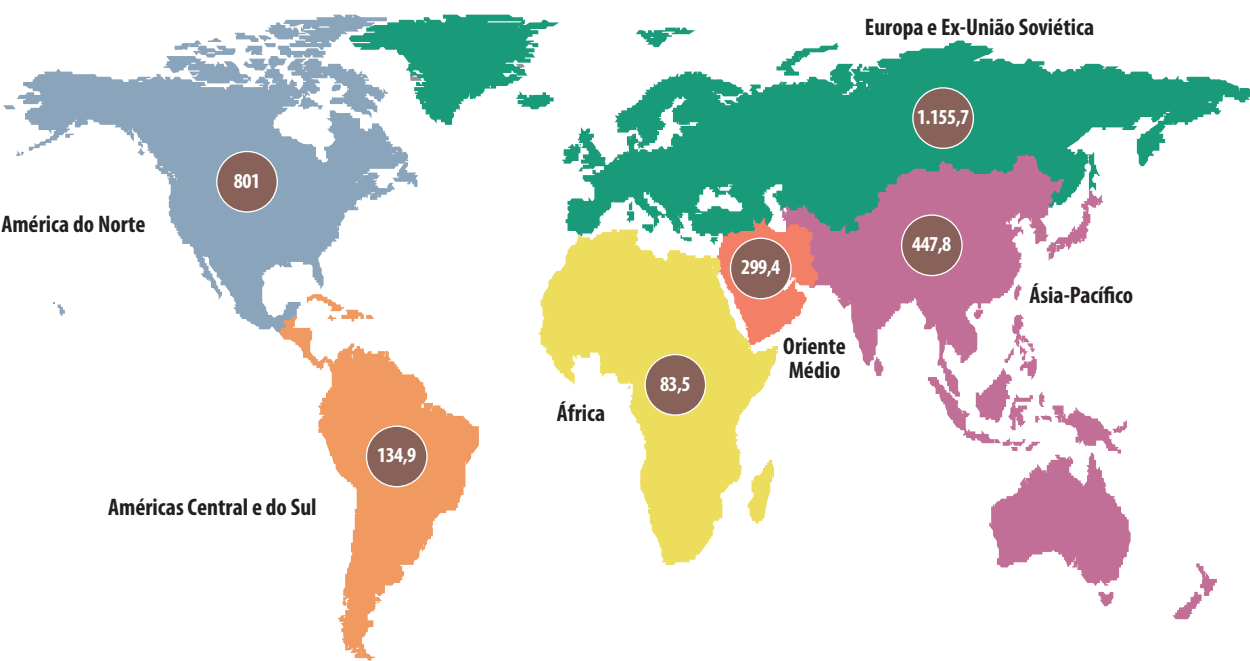 Europa e Ex-União Soviética
1.155,7
801
América do Norte
447,8
299,4
Ásia-Pacífico
Oriente
Médio
83,5
África
134,9
Américas Central e do Sul